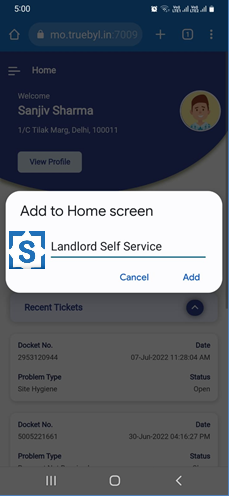 5:00
mo.truebyl.in:7009
1
Home
Welcome
Sanjiv Sharma
1/C Tilak Marg, Delhi, 100011
View Profile
Add to Home screen
S
Landlord Self Service
Cancel Add
Recent Tickets
Docket No. Date
2953120944 07-Jul-2022 11:28:04 AM
Problem Type Status
Site Hygiene Open
Docket No. Date
5005221661 30-Jun-2022 04:16:27 PM
Problem Type Status